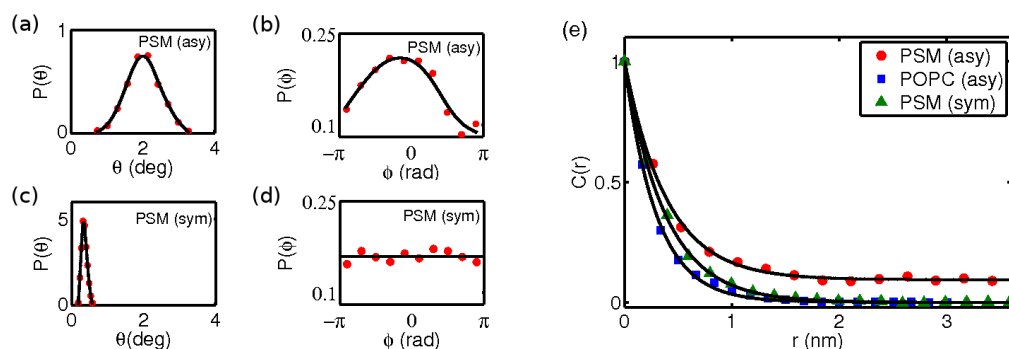 (a)
1
PSM (asy)
P(θ)
0
0 2 4
θ (deg)
(b)
0.25
PSM (asy)
P(ϕ)
0.1
−π 0 π
ϕ (rad)
(c)
5
PSM (sym)
P(θ)
0
0 2 4
θ(deg)
(d)
0.25
PSM (sym)
P(ϕ)
0.1
−π 0 π
ϕ (rad)
(e)
1
PSM (asy)
POPC (asy)
PSM (sym)
C(r)
0.5
0
0 1 2 3
r (nm)